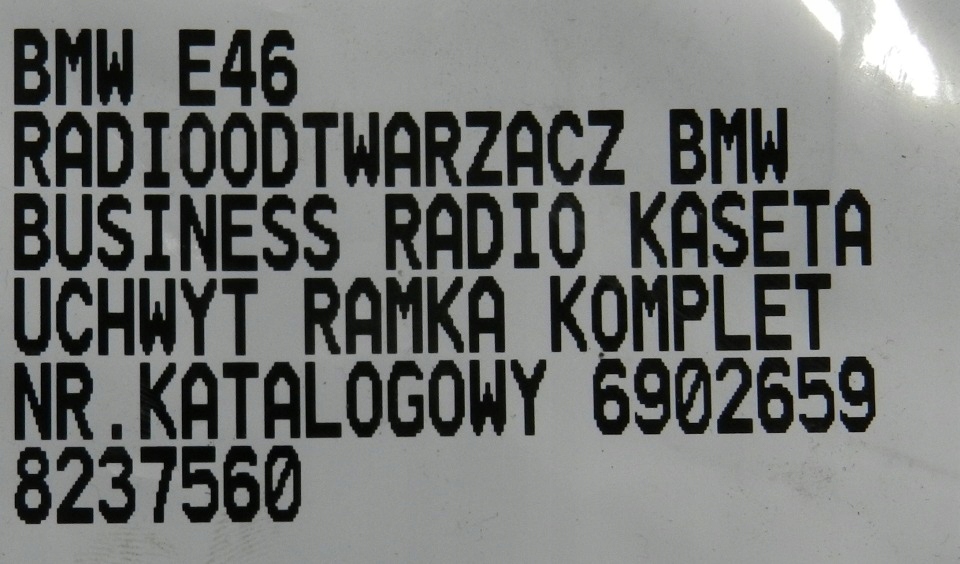 BMW E46
RADIOODTWARZACZ BMW
BUSINESS RADIO KASETA
UCHWYT RAMKA KOMPLET
NR.KATALOGOWY 6902659
8237560